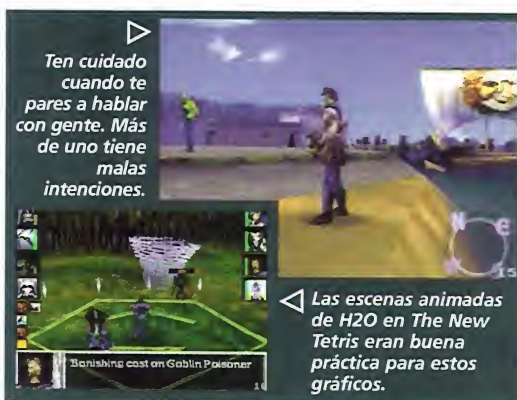 Ten cuidado
cuando te
pares a hablar
con gente. Más
de uno tiene
malas
intenciones.
N E
15
Banishing cast on Goblin Poisoner
Las escenas animadas
de H2O en The New
Tetris eran buena
práctica para estos
gráficos.